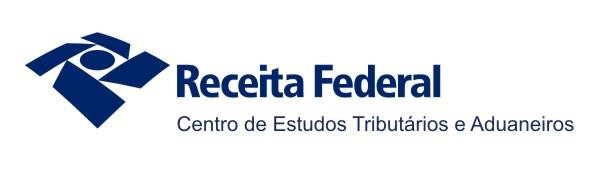 Receita Federal
Centro de Estudos Tributários e Aduaneiros